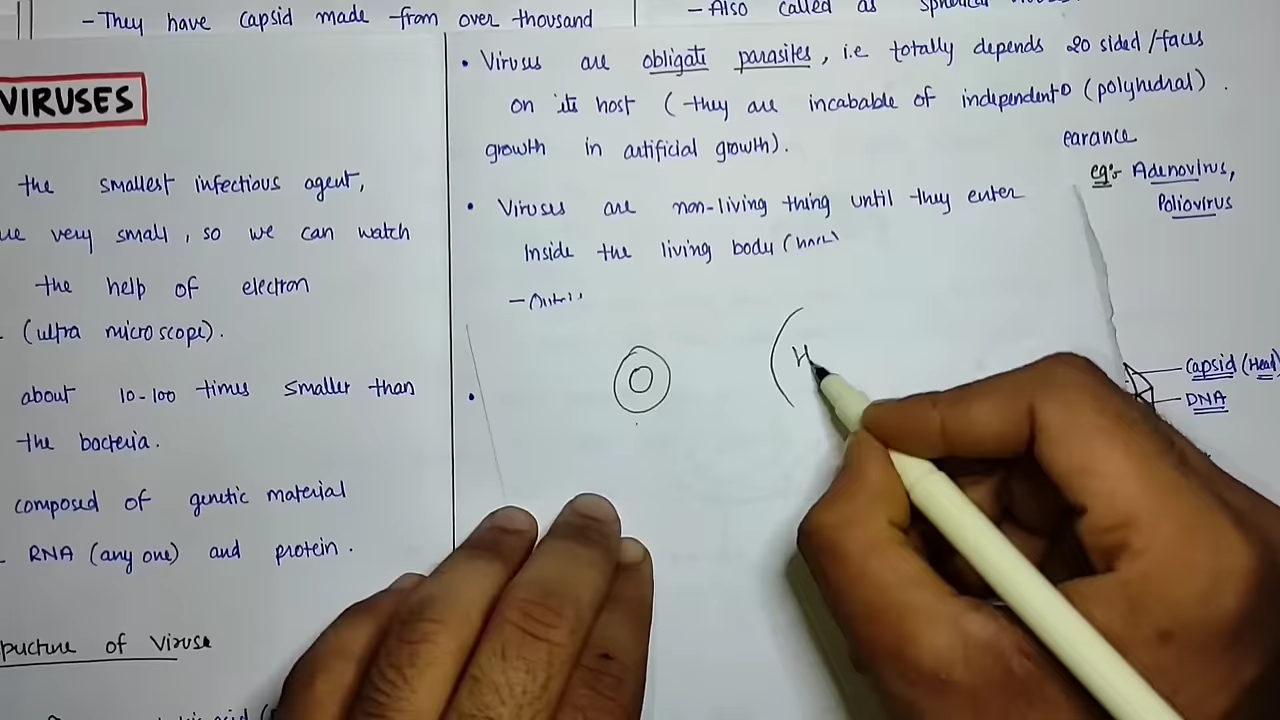 - They have capsid made from over thousand
- Also called as
VIRUSES
the smallest infectious agent,
very small, so we can watch
the help of electron
(ultra microscope).
about 10-100 times smaller than
the bacteria.
composed of genetic material
RNA (any one) and protein.
of Viruse
• Viruses are obligate parasites, i.e totally depends
on its host (they are incabable of independent
growth in artificial growth).
• Viruses are non-living thing until they enter
Inside the living body
20 sided/faces
(polyhedral).
earance
eg:- Adenovirus,
Poliovirus
(H
Capsid (Head)
DNA